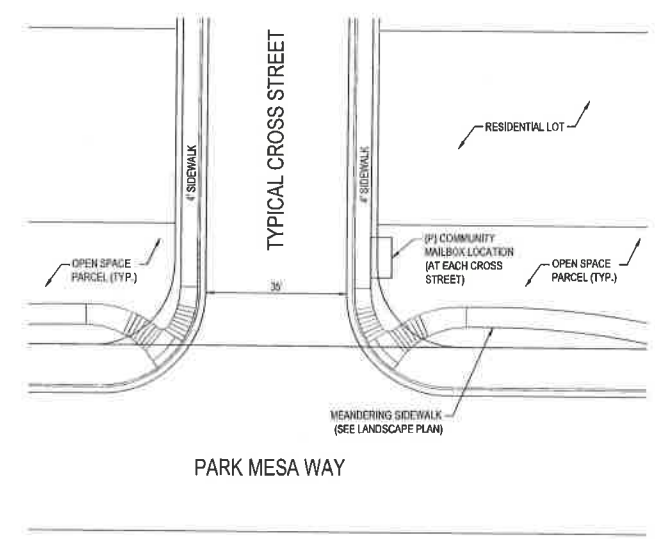 TYPICAL CROSS STREET
4' SIDEWALK
4' SIDEWALK
RESIDENTIAL LOT
OPEN SPACE
PARCEL (TYP.)
(P) COMMUNITY
MAILBOX LOCATION
(AT EACH CROSS
STREET)
OPEN SPACE
PARCEL (TYP.)
36'
MEANDERING SIDEWALK
(SEE LANDSCAPE PLAN)
PARK MESA WAY